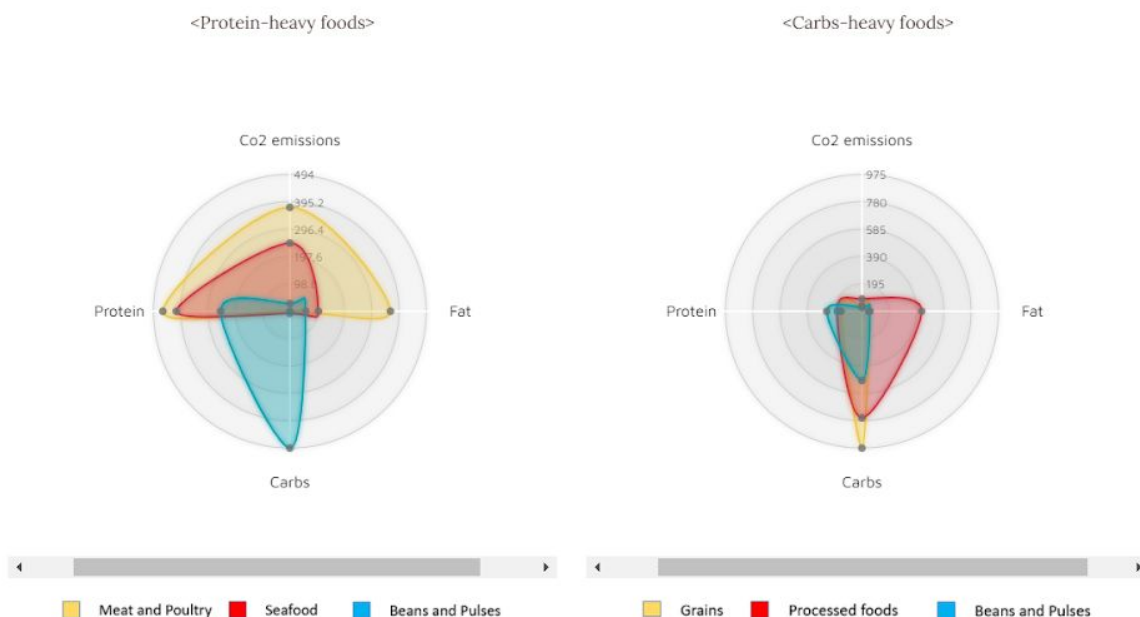 <Protein-heavy foods>
Co2 emissions
494
395.2
296.4
197.6
98.8
Protein
Fat
Carbs
Meat and Poultry
Seafood
Beans and Pulses
<Carbs-heavy foods>
Co2 emissions
975
780
585
390
195
Protein
Fat
Carbs
Grains
Processed foods
Beans and Pulses